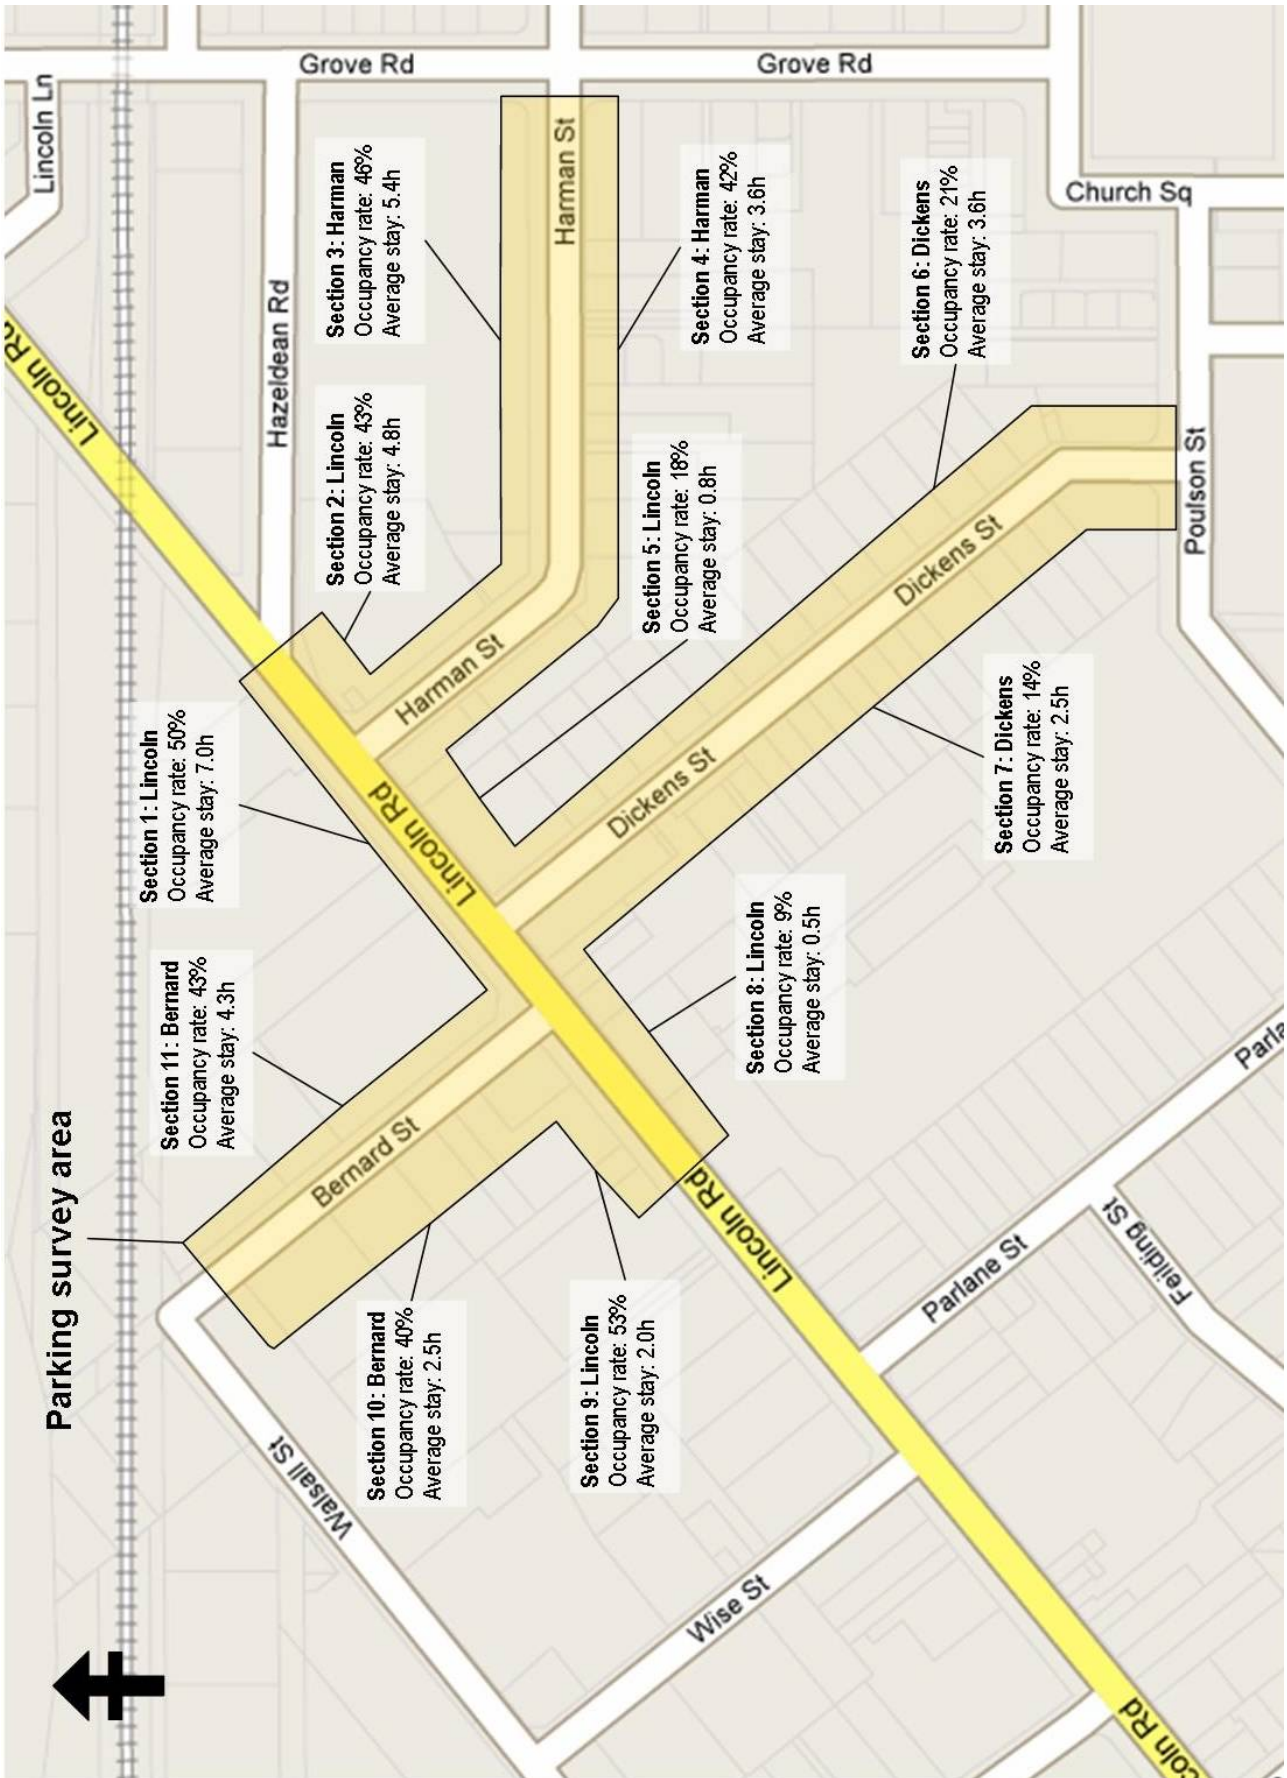 Parking survey area
Lincoln Ln
Grove Rd
Grove Rd
Lincoln Rd
Hazeldean Rd
Section 3: Harman
Occupancy rate: 46%
Average stay: 5.4h
Harman St
Section 4: Harman
Occupancy rate: 42%
Average stay: 3.6h
Church Sq
Section 6: Dickens
Occupancy rate: 21%
Average stay: 3.6h
Section 2: Lincoln
Occupancy rate: 43%
Average stay: 4.8h
Section 5: Lincoln
Occupancy rate: 18%
Average stay: 0.8h
Poulson St
Dickens St
Harman St
Section 1: Lincoln
Occupancy rate: 50%
Average stay: 7.0h
Lincoln Rd
Dickens St
Section 7: Dickens
Occupancy rate: 14%
Average stay: 2.5h
Section 11: Bernard
Occupancy rate: 43%
Average stay: 4.3h
Section 8: Lincoln
Occupancy rate: 9%
Average stay: 0.5h
Bernard St
Lincoln Rd
Section 10: Bernard
Occupancy rate: 40%
Average stay: 2.5h
Section 9: Lincoln
Occupancy rate: 53%
Average stay: 2.0h
Parlane St
Parla
Feilding St
Walsall St
Wise St
coln Rd